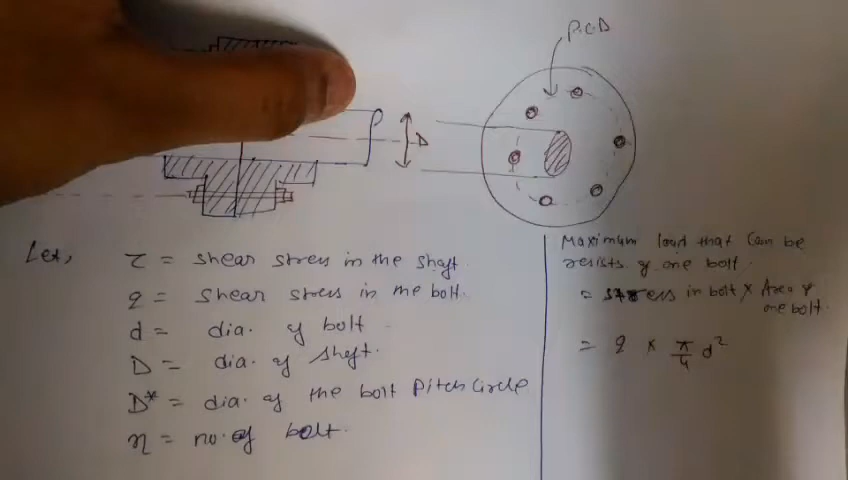 P.C.D
D
Let,
τ = shear stress in the shaft.
q = shear stress in the bolt.
d = dia. of bolt
D = dia. of shaft.
D* = dia. of the bolt Pitch Circle
n = no. of bolt.
Maximum load that can be
resists of one bolt.
= stress in bolt × Area of
one bolt.
= q × π/4 d²